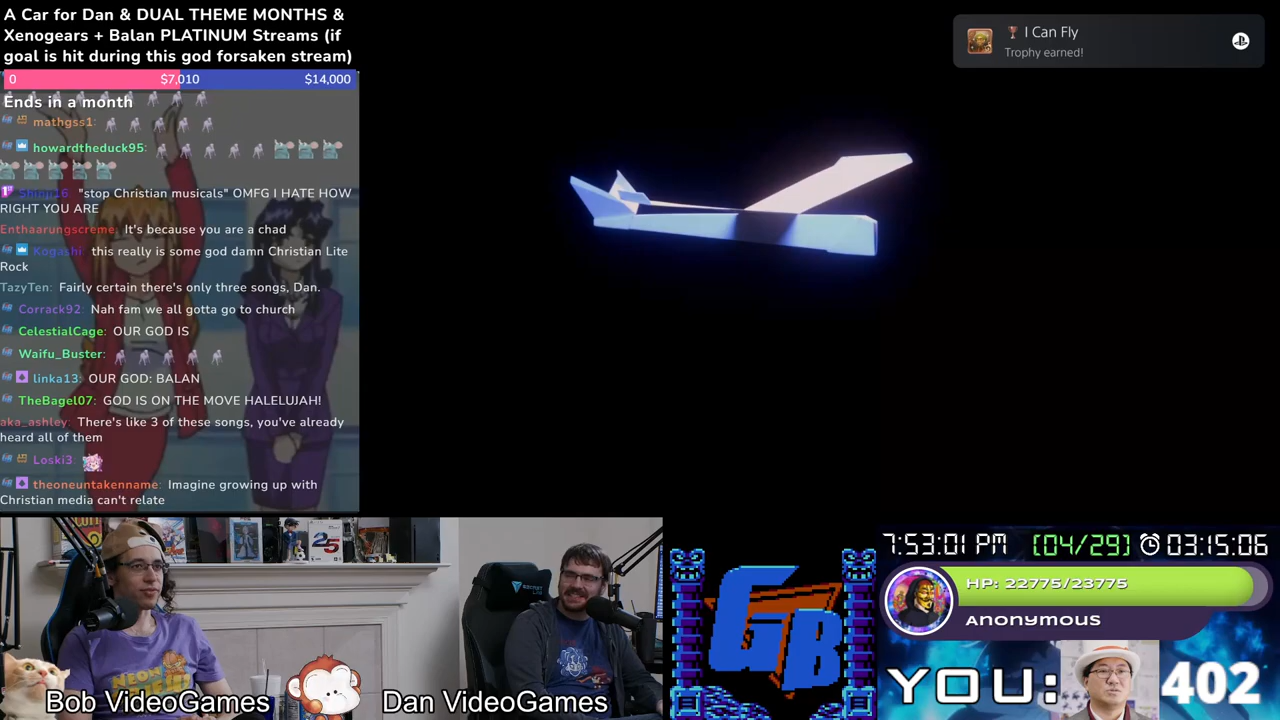 A Car for Dan & DUAL THEME MONTHS &
Xenogears + Balan PLATINUM Streams (if
goal is hit during this god forsaken stream)
0 $7,010 $14,000
Ends in a month
mathgss1:
howardtheduck95:
"stop Christian musicals" OMFG I HATE HOW
RIGHT YOU ARE
Enthaarungscreme: It's because you are a chad
Kogashi: this really is some god damn Christian Lite
Rock
TazyTen: Fairly certain there's only three songs, Dan.
Corrack92: Nah fam we all gotta go to church
CelestialCage: OUR GOD IS
Waifu_Buster:
linka13: OUR GOD: BALAN
TheBagel07: GOD IS ON THE MOVE HALELUJAH!
aka_ashley: There's like 3 of these songs, you've already
heard all of them
Loski3:
theoneuntakenname: Imagine growing up with
Christian media can't relate
I Can Fly
Trophy earned!
25
Bob VideoGames
Dan VideoGames
GB
7:53:01 PM [04/29] 03:15:06
HP: 22775/23775
Anonymous
YOU: 402